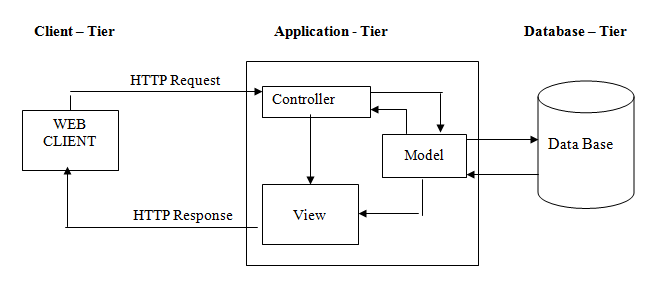 Client – Tier
Application - Tier
Database – Tier
HTTP Request
Controller
WEB
CLIENT
Model
Data Base
View
HTTP Response